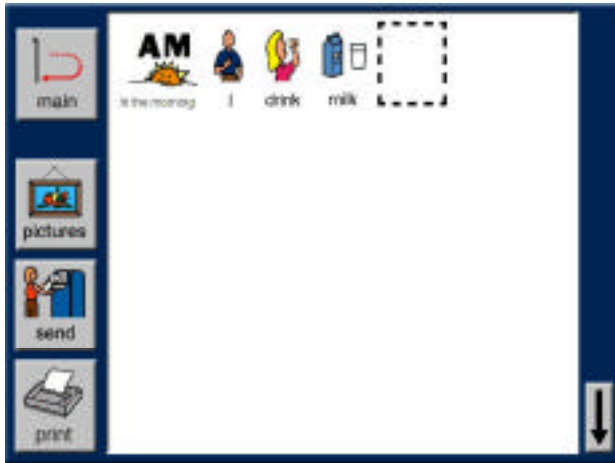 AM
in the morning I drink milk
main
pictures
send
print